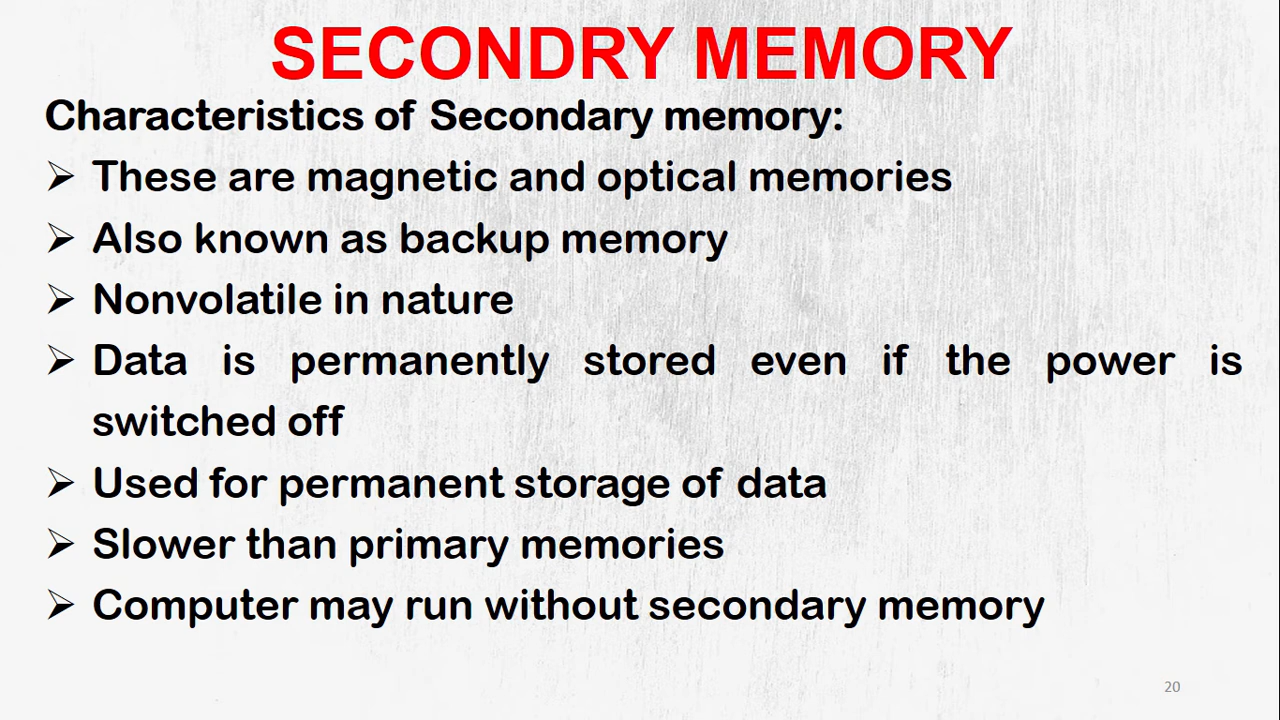 SECONDRY MEMORY
Characteristics of Secondary memory:
➢ These are magnetic and optical memories
➢ Also known as backup memory
➢ Nonvolatile in nature
➢ Data is permanently stored even if the power is
switched off
➢ Used for permanent storage of data
➢ Slower than primary memories
➢ Computer may run without secondary memory
20